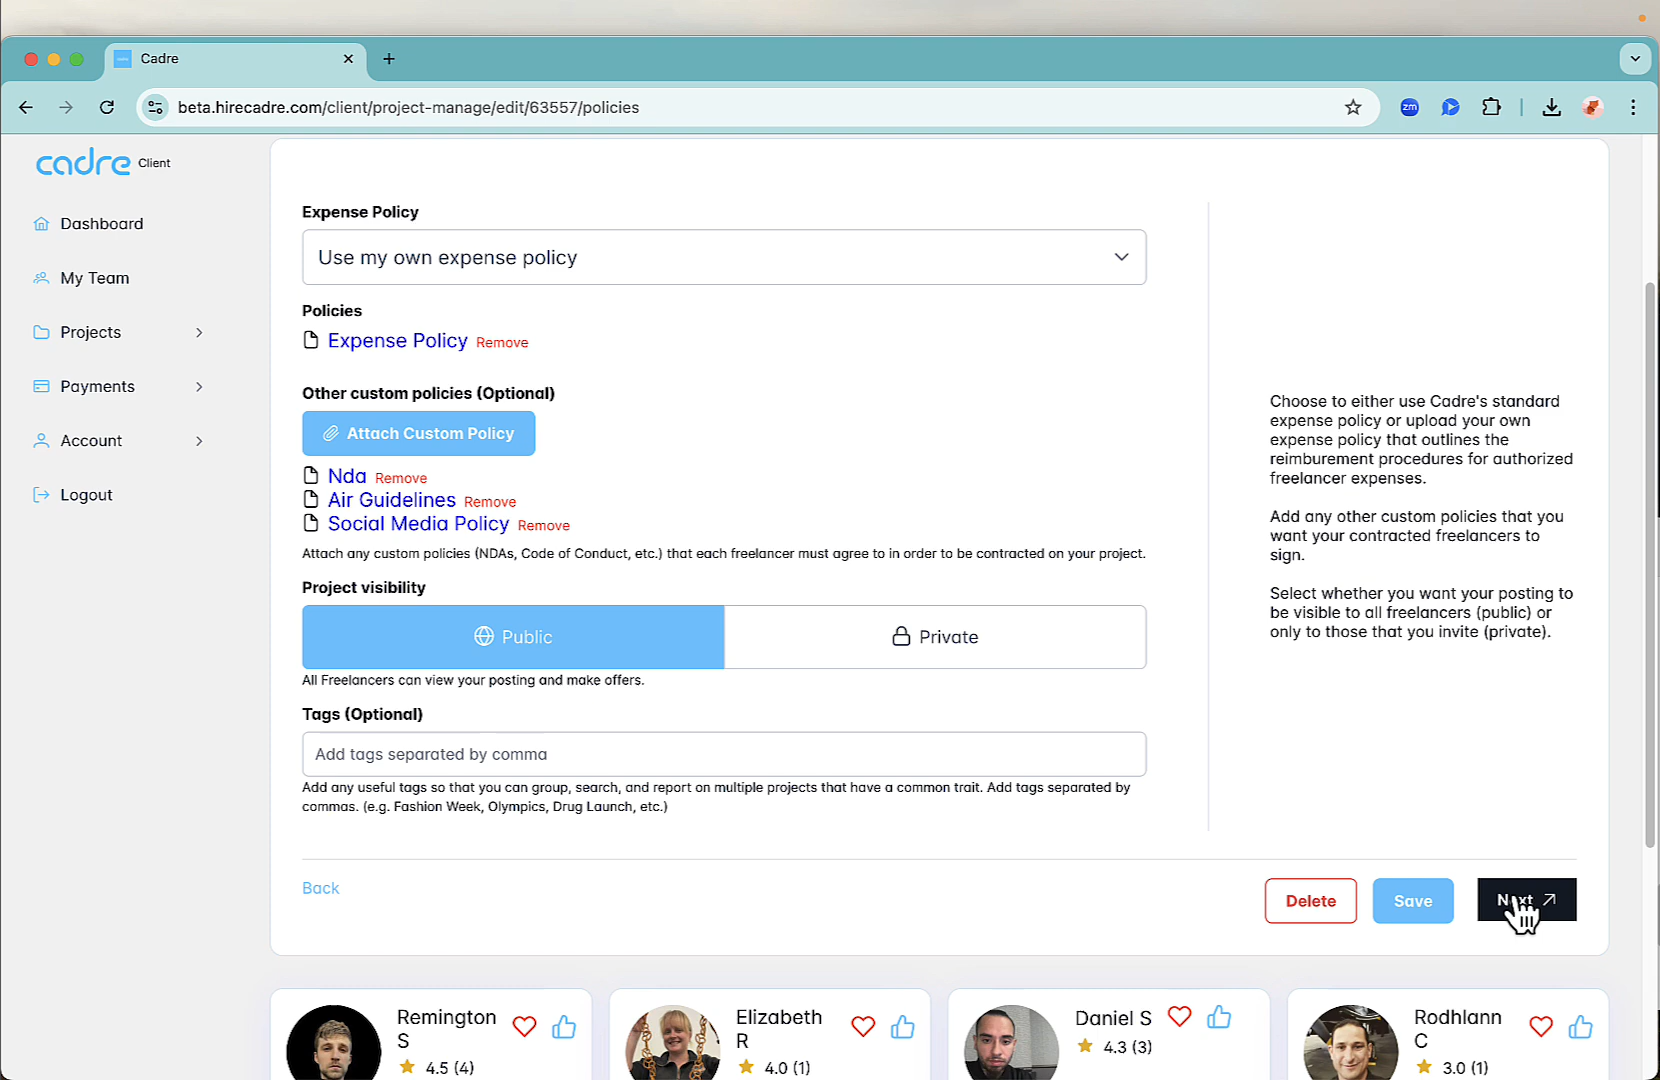 Cadre
beta.hirecadre.com/client/project-manage/edit/63557/policies
zm
cadre Client
Dashboard
My Team
Projects
Payments
Account
Logout
Expense Policy
Use my own expense policy
Policies
Expense Policy Remove
Other custom policies (Optional)
Attach Custom Policy
Nda Remove
Air Guidelines Remove
Social Media Policy Remove
Attach any custom policies (NDAs, Code of Conduct, etc.) that each freelancer must agree to in order to be contracted on your project.
Project visibility
Public
Private
All Freelancers can view your posting and make offers.
Tags (Optional)
Add tags separated by comma
Add any useful tags so that you can group, search, and report on multiple projects that have a common trait. Add tags separated by
commas. (e.g. Fashion Week, Olympics, Drug Launch, etc.)
Choose to either use Cadre's standard
expense policy or upload your own
expense policy that outlines the
reimburement procedures for authorized
freelancer expenses.
Add any other custom policies that you
want your contracted freelancers to
sign.
Select whether you want your posting to
be visible to all freelancers (public) or
only to those that you invite (private).
Back
Delete
Save
Next
Remington
S
4.5 (4)
Elizabeth
R
4.0 (1)
Daniel S
4.3 (3)
Rodhlann
C
3.0 (1)